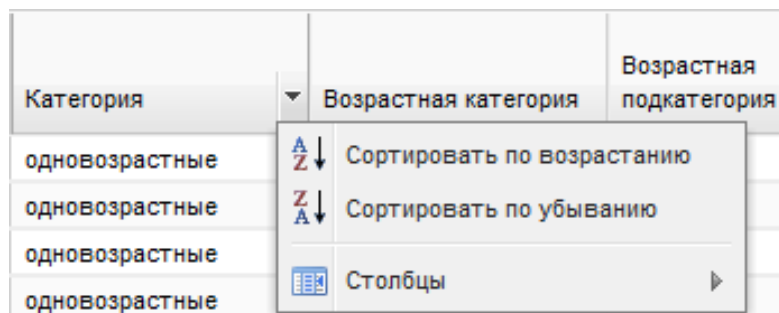 Категория
Возрастная категория
Возрастная
подкатегория
одновозрастные
одновозрастные
одновозрастные
одновозрастные
A
Z
Сортировать по возрастанию
Z
A
Сортировать по убыванию
Столбцы